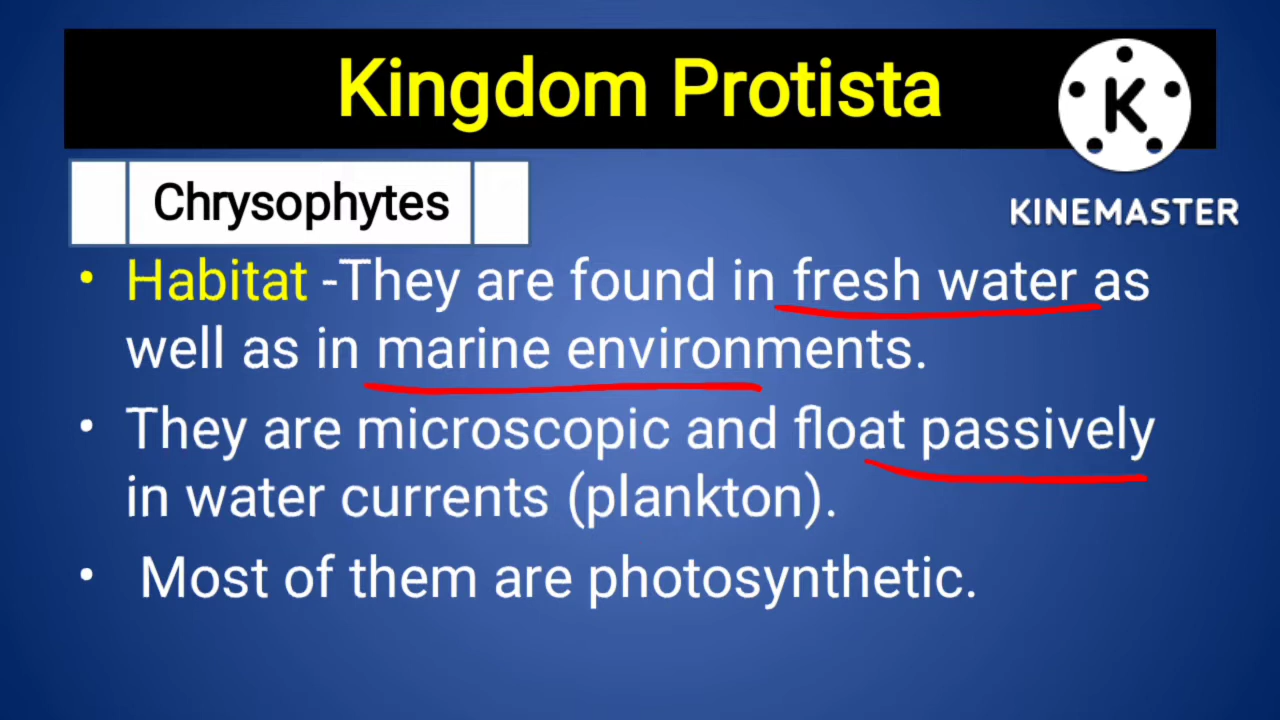 Kingdom Protista
K
KINEMASTER
Chrysophytes
• Habitat -They are found in fresh water as
well as in marine environments.
• They are microscopic and float passively
in water currents (plankton).
• Most of them are photosynthetic.